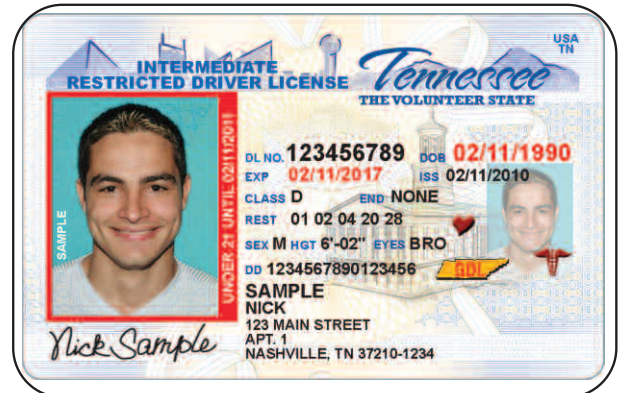 USA
TN
INTERMEDIATE
RESTRICTED DRIVER LICENSE
Tennessee
THE VOLUNTEER STATE
DL NO. 123456789 DOB 02/11/1990
EXP 02/11/2017 ISS 02/11/2010
CLASS D END NONE
REST 01 02 04 20 28
SEX M HGT 6'-02" EYES BRO
DD 1234567890123456 GDL
SAMPLE
NICK
123 MAIN STREET
APT. 1
NASHVILLE, TN 37210-1234
SAMPLE
UNDER 21 UNTIL 02/11/2011
Nick Sample